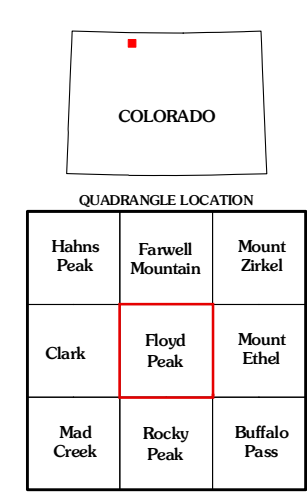 COLORADO
QUADRANGLE LOCATION
Hahns
Peak
Farwell
Mountain
Mount
Zirkel
Clark
Floyd
Peak
Mount
Ethel
Mad
Creek
Rocky
Peak
Buffalo
Pass